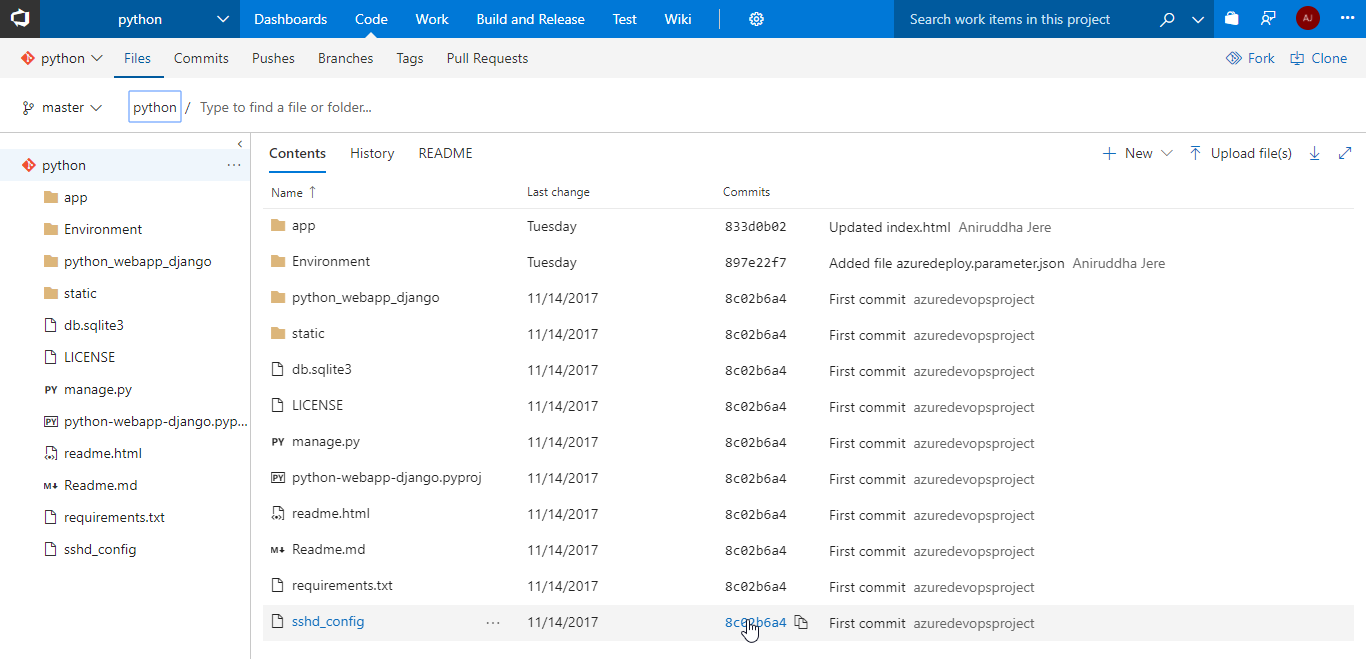 python Dashboards Code Work Build and Release Test Wiki Search work items in this project AJ
python Files Commits Pushes Branches Tags Pull Requests Fork Clone
master python / Type to find a file or folder...
python
app
Environment
python_webapp_django
static
db.sqlite3
LICENSE
PY manage.py
PY python-webapp-django.pyp...
readme.html
M↓ Readme.md
requirements.txt
sshd_config
Contents History README New Upload file(s)
Name ↑ Last change Commits
app Tuesday 833d0b02 Updated index.html Aniruddha Jere
Environment Tuesday 897e22f7 Added file azuredeploy.parameter.json Aniruddha Jere
python_webapp_django 11/14/2017 8c02b6a4 First commit azuredevopsproject
static 11/14/2017 8c02b6a4 First commit azuredevopsproject
db.sqlite3 11/14/2017 8c02b6a4 First commit azuredevopsproject
LICENSE 11/14/2017 8c02b6a4 First commit azuredevopsproject
PY manage.py 11/14/2017 8c02b6a4 First commit azuredevopsproject
PY python-webapp-django.pyproj 11/14/2017 8c02b6a4 First commit azuredevopsproject
readme.html 11/14/2017 8c02b6a4 First commit azuredevopsproject
M↓ Readme.md 11/14/2017 8c02b6a4 First commit azuredevopsproject
requirements.txt 11/14/2017 8c02b6a4 First commit azuredevopsproject
sshd_config ... 11/14/2017 8c02b6a4 First commit azuredevopsproject